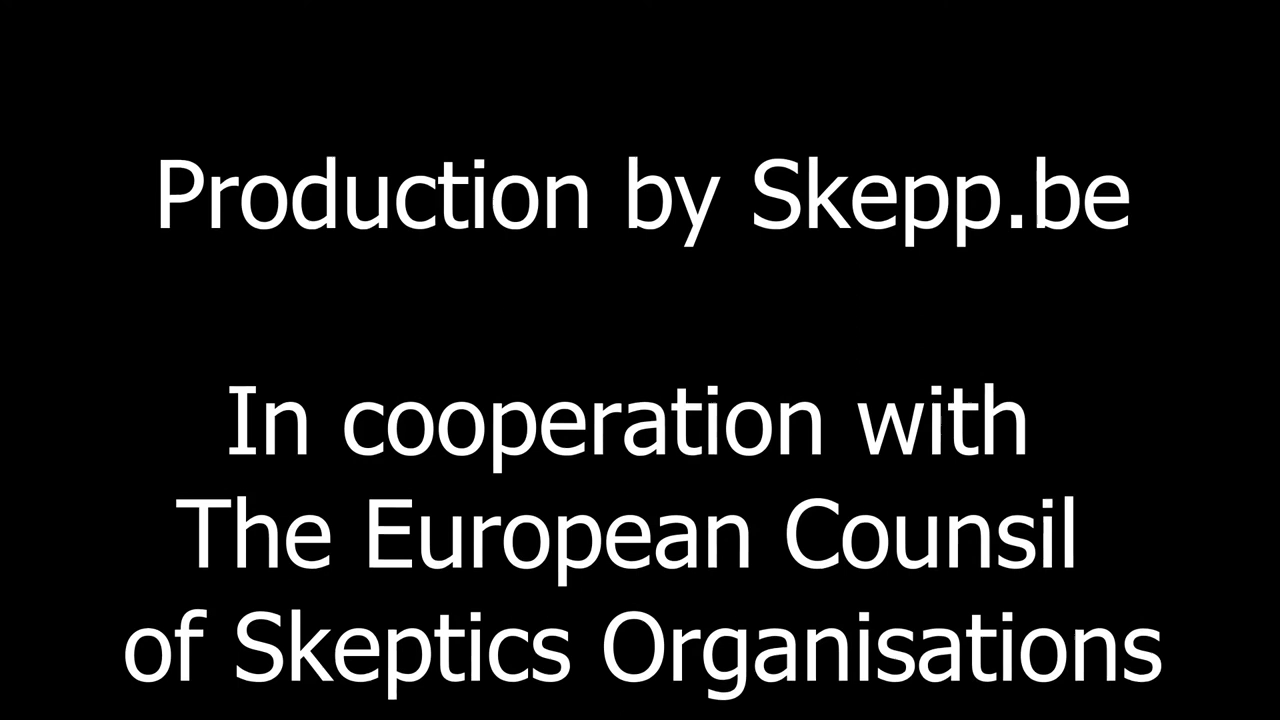 Production by Skepp.be
In cooperation with
The European Counsil
of Skeptics Organisations